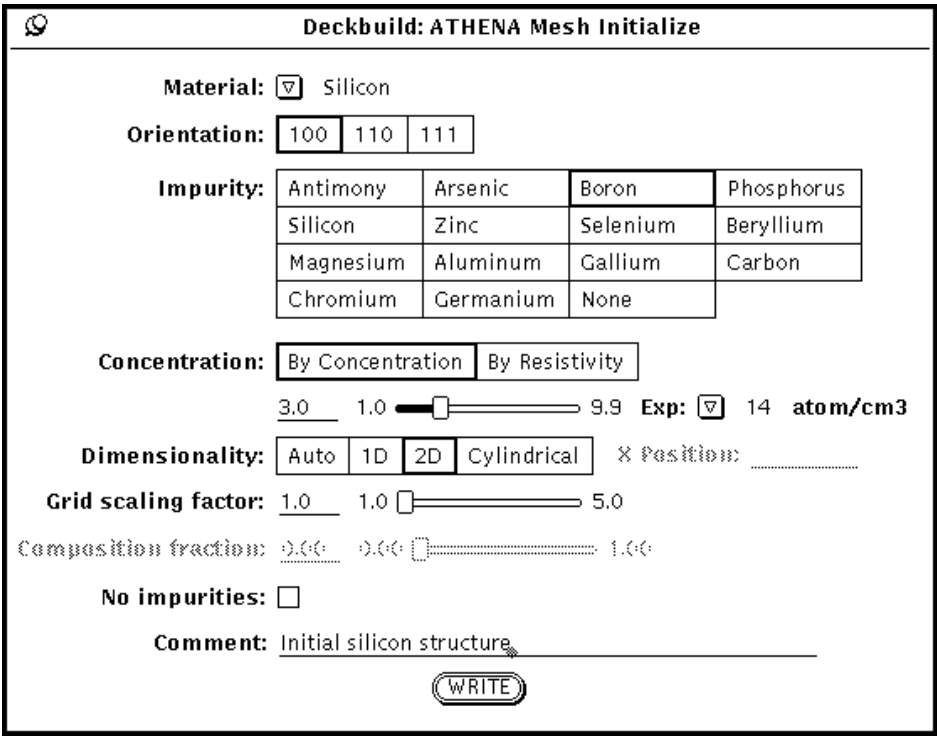 Deckbuild: ATHENA Mesh Initialize
Material: Silicon
Orientation: 100 110 111
Impurity: Antimony Arsenic Boron Phosphorus
Silicon Zinc Selenium Beryllium
Magnesium Aluminum Gallium Carbon
Chromium Germanium None
Concentration: By Concentration By Resistivity
3.0 1.0 9.9 Exp: 14 atom/cm3
Dimensionality: Auto 1D 2D Cylindrical X Position:
Grid scaling factor: 1.0 1.0 5.0
Composition fraction: 0.00 0.00 1.00
No impurities:
Comment: Initial silicon structure
WRITE